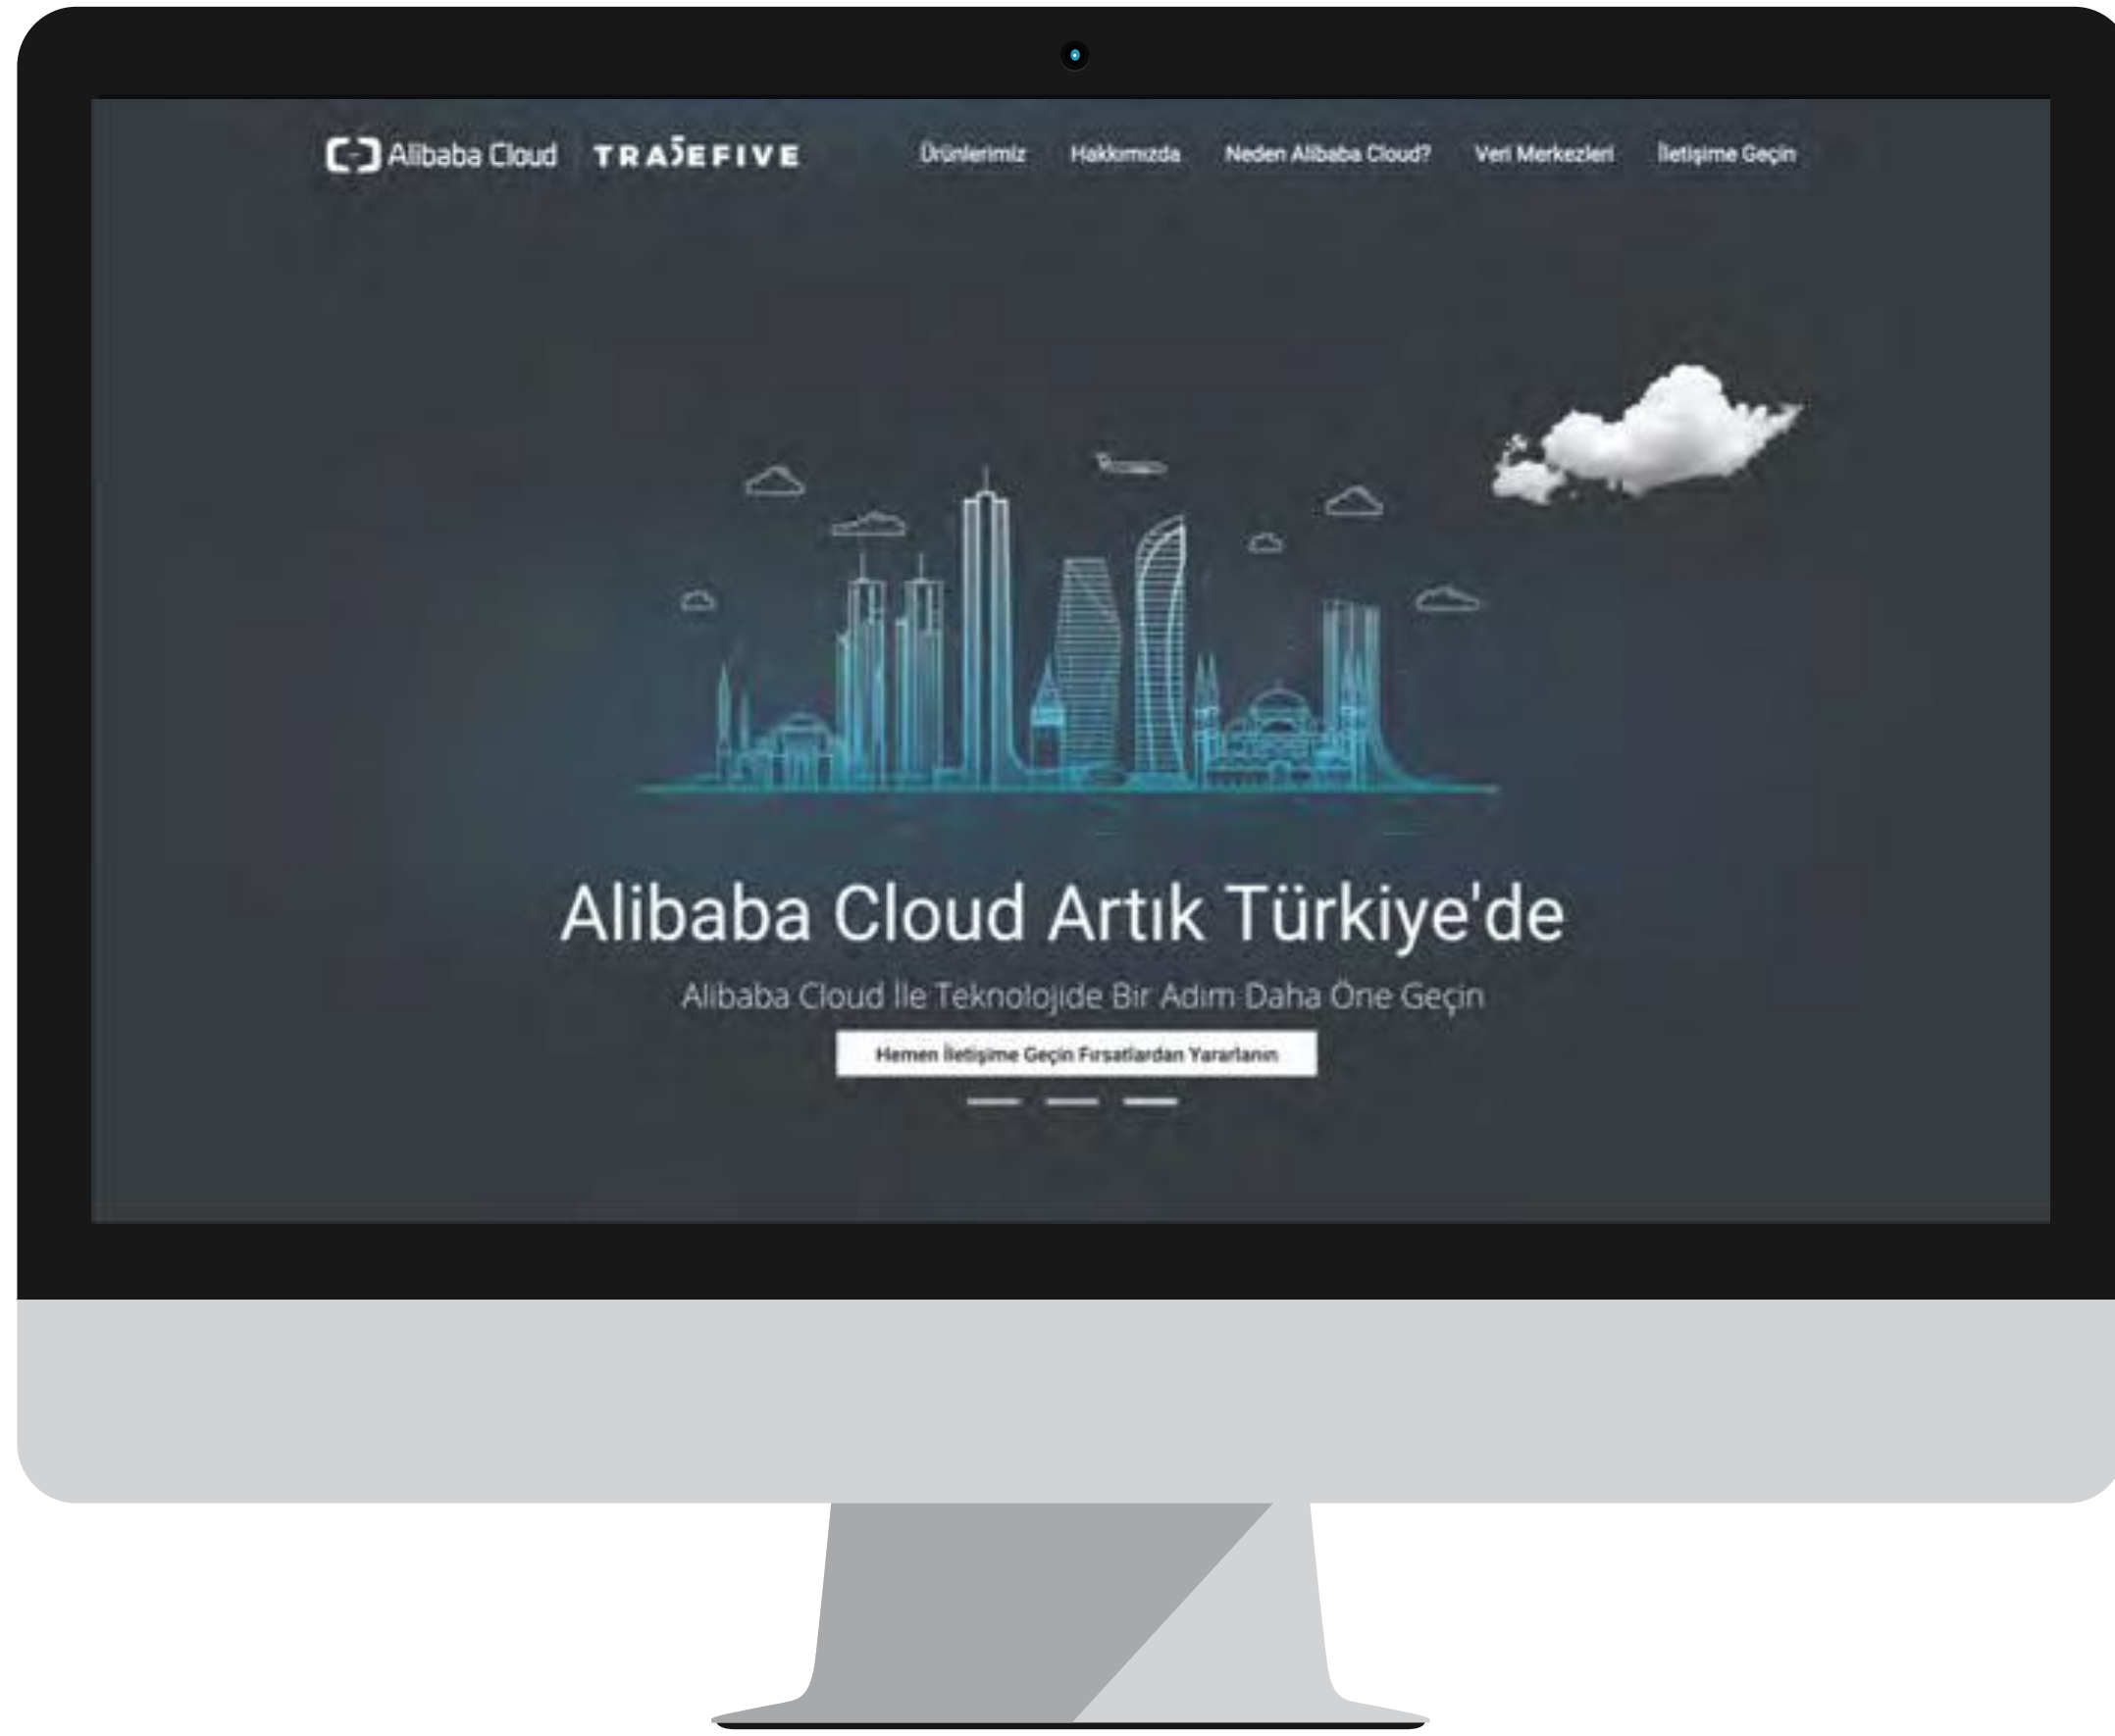 Alibaba Cloud TRA5EFIVE
Ürünlerimiz Hakkımızda Neden Alibaba Cloud? Veri Merkezleri İletişime Geçin
Alibaba Cloud Artık Türkiye'de
Alibaba Cloud İle Teknolojide Bir Adım Daha Öne Geçin
Hemen İletişime Geçin Fırsatlardan Yararlanın